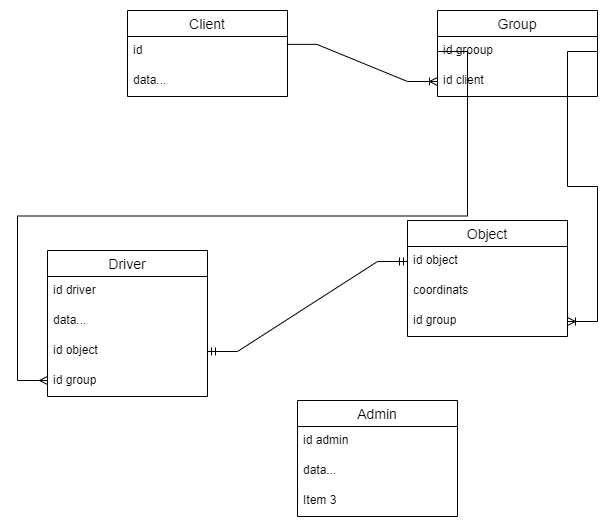 Client
id
data...
Group
id grooup
id client
Driver
id driver
data...
id object
id group
Object
id object
coordinats
id group
Admin
id admin
data...
Item 3